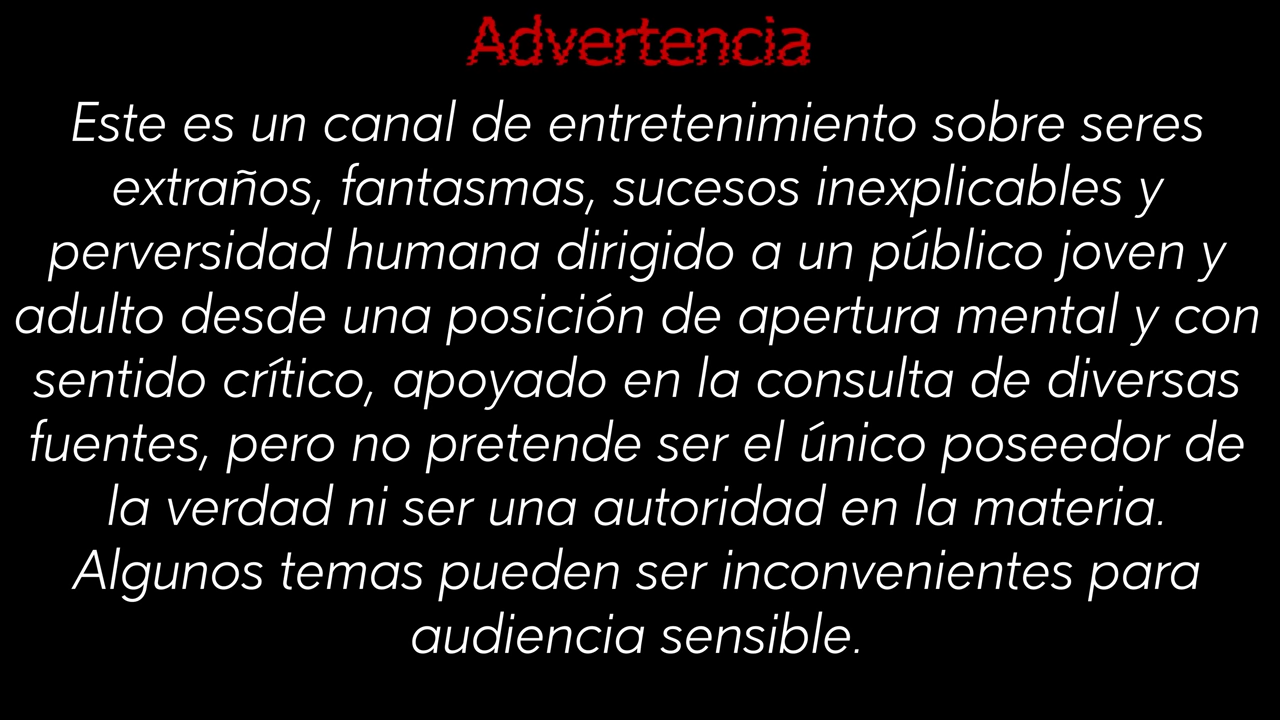 Advertencia
Este es un canal de entretenimiento sobre seres
extraños, fantasmas, sucesos inexplicables y
perversidad humana dirigido a un público joven y
adulto desde una posición de apertura mental y con
sentido crítico, apoyado en la consulta de diversas
fuentes, pero no pretende ser el único poseedor de
la verdad ni ser una autoridad en la materia.
Algunos temas pueden ser inconvenientes para
audiencia sensible.